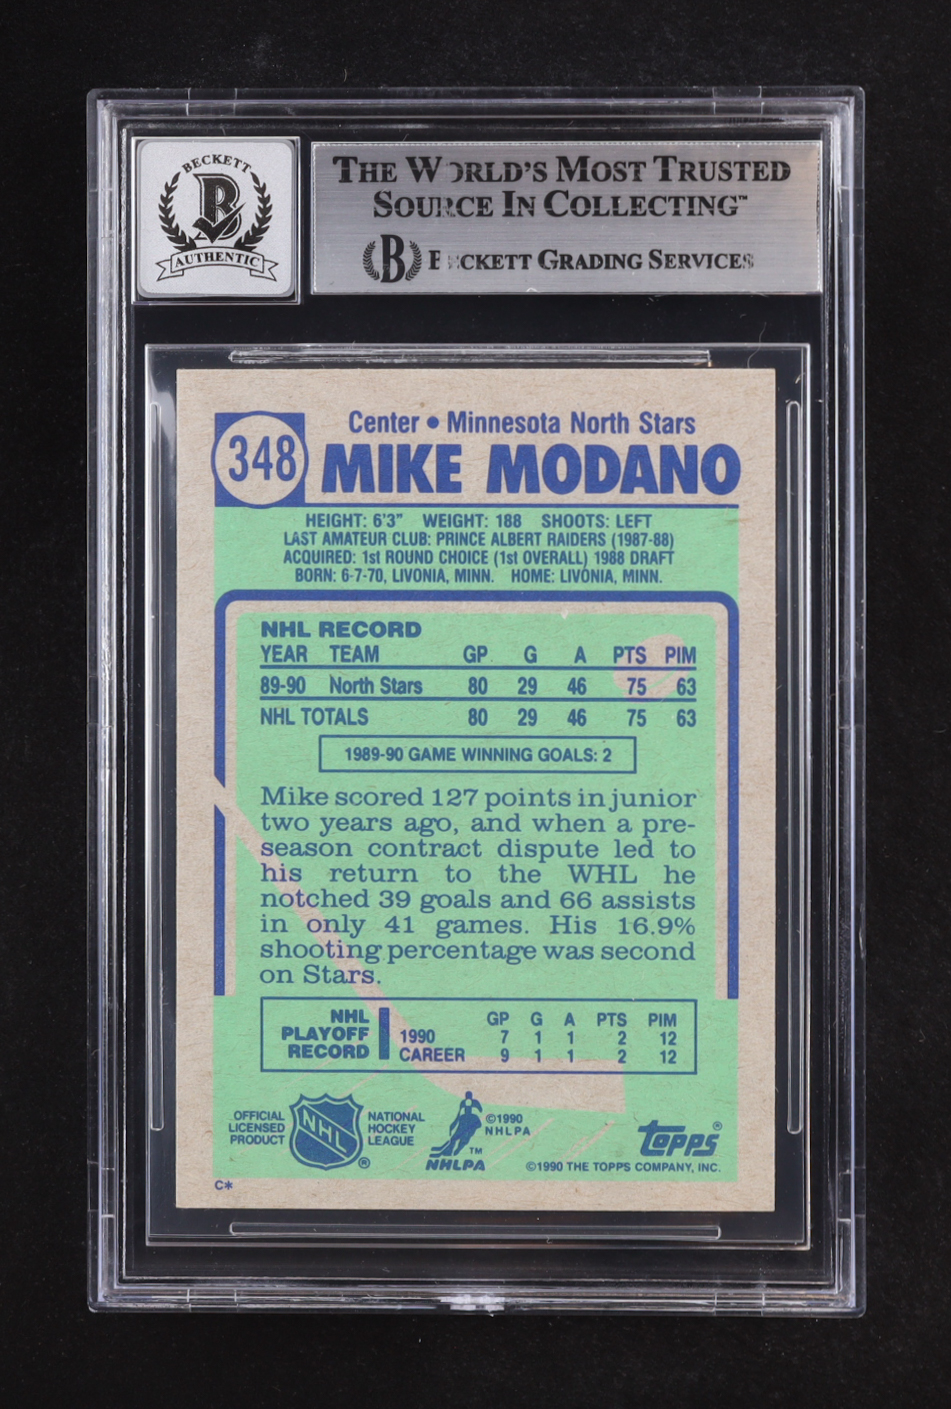 BECKETT
B
AUTHENTIC
THE WORLD'S MOST TRUSTED
SOURCE IN COLLECTING™
B BECKETT GRADING SERVICES
348
Center • Minnesota North Stars
MIKE MODANO
HEIGHT: 6'3" WEIGHT: 188 SHOOTS: LEFT
LAST AMATEUR CLUB: PRINCE ALBERT RAIDERS (1987-88)
ACQUIRED: 1st ROUND CHOICE (1st OVERALL) 1988 DRAFT
BORN: 6-7-70, LIVONIA, MINN. HOME: LIVONIA, MINN.
NHL RECORD
YEAR TEAM GP G A PTS PIM
89-90 North Stars 80 29 46 75 63
NHL TOTALS 80 29 46 75 63
1989-90 GAME WINNING GOALS: 2
Mike scored 127 points in junior
two years ago, and when a pre-
season contract dispute led to
his return to the WHL he
notched 39 goals and 66 assists
in only 41 games. His 16.9%
shooting percentage was second
on Stars.
NHL PLAYOFF RECORD
GP G A PTS PIM
1990 7 1 1 2 12
CAREER 9 1 1 2 12
OFFICIAL
LICENSED
PRODUCT
NHL
®
NATIONAL
HOCKEY
LEAGUE
™
NHLPA
©1990
NHLPA
TOPPS®
©1990 THE TOPPS COMPANY, INC.
C*